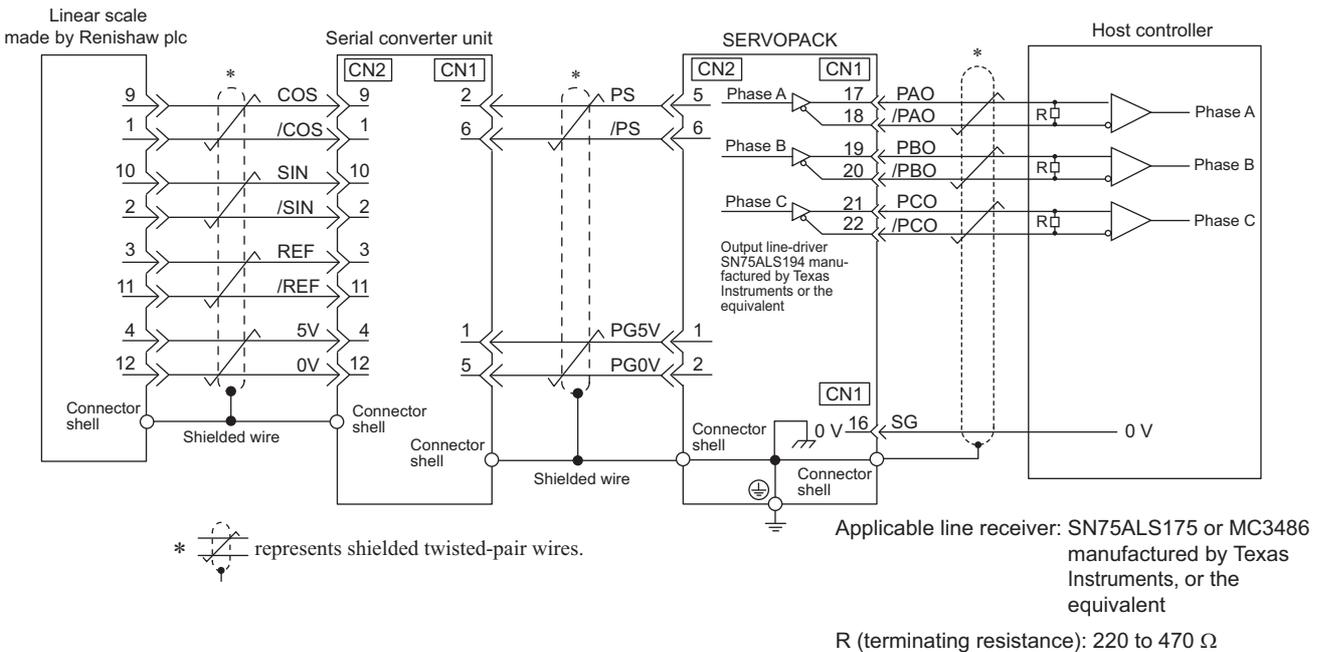 Linear scale
made by Renishaw plc
Serial converter unit
SERVOPACK
Host controller
*
*
*
CN2
CN1
CN2
CN1
9 COS 9
1 /COS 1
10 SIN 10
2 /SIN 2
3 REF 3
11 /REF 11
4 5V 4
12 0V 12
Connector
shell
Shielded wire
Connector
shell
2 PS 5
6 /PS 6
1 PG5V 1
5 PG0V 2
Connector
shell
Shielded wire
Connector
shell
Phase A 17 PAO R Phase A
18 /PAO
Phase B 19 PBO R Phase B
20 /PBO
Phase C 21 PCO R Phase C
22 /PCO
Output line-driver
SN75ALS194 manu-
factured by Texas
Instruments or the
equivalent
CN1
0 V 16 SG 0 V
Connector
shell
* represents shielded twisted-pair wires.
Applicable line receiver: SN75ALS175 or MC3486
manufactured by Texas
Instruments, or the
equivalent
R (terminating resistance): 220 to 470 Ω